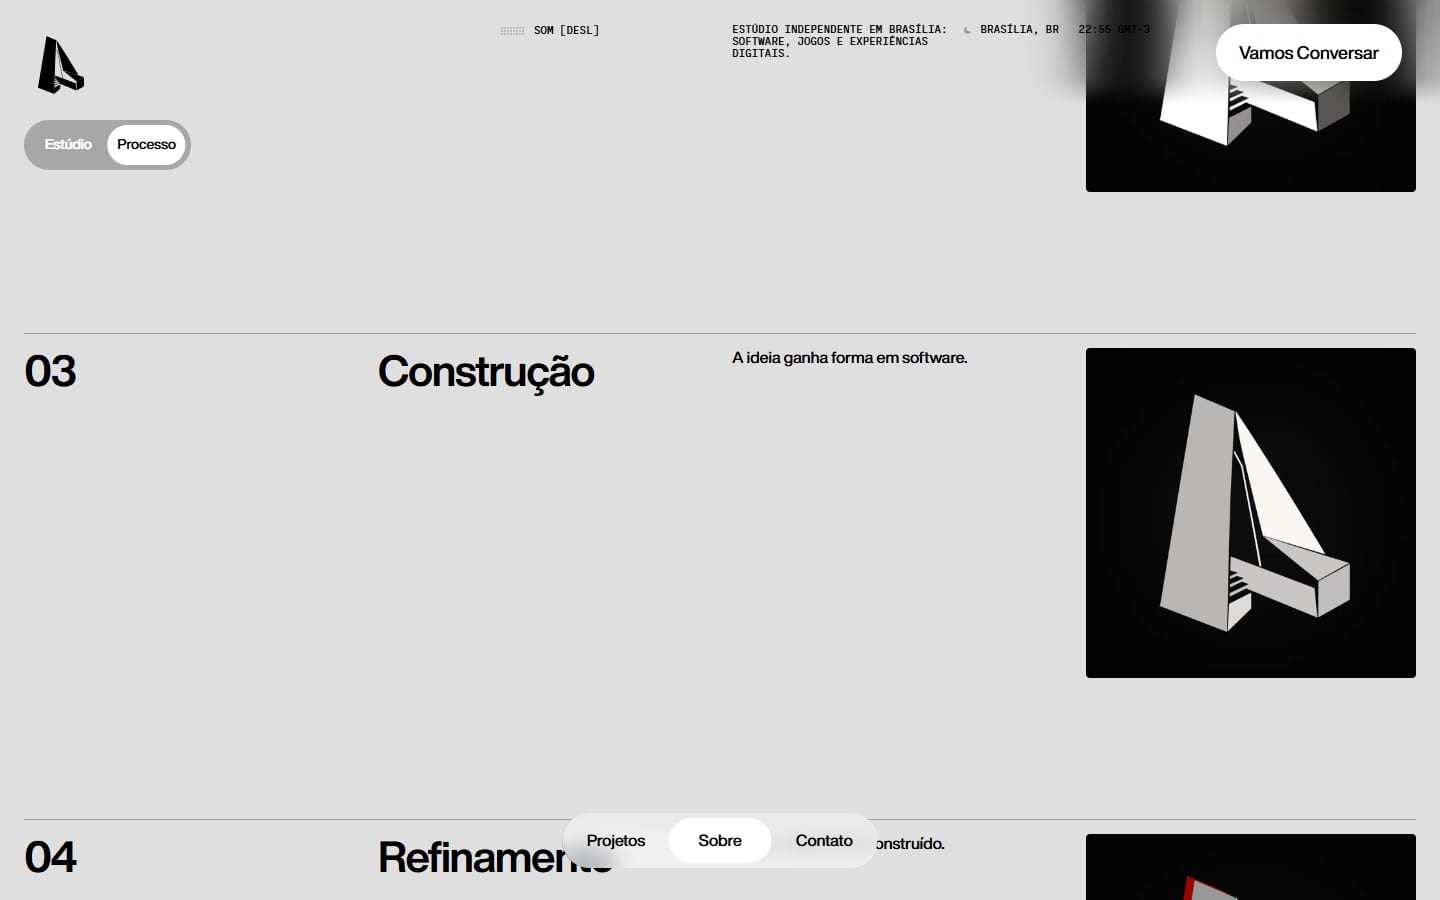 SOM [DESL]
ESTÚDIO INDEPENDENTE EM BRASÍLIA:
SOFTWARE, JOGOS E EXPERIÊNCIAS
DIGITAIS.
BRASÍLIA, BR 22:55 GMT-3
Vamos Conversar
Estúdio
Processo
03
Construção
A ideia ganha forma em software.
04
Refinamento
onstruído.
Projetos
Sobre
Contato